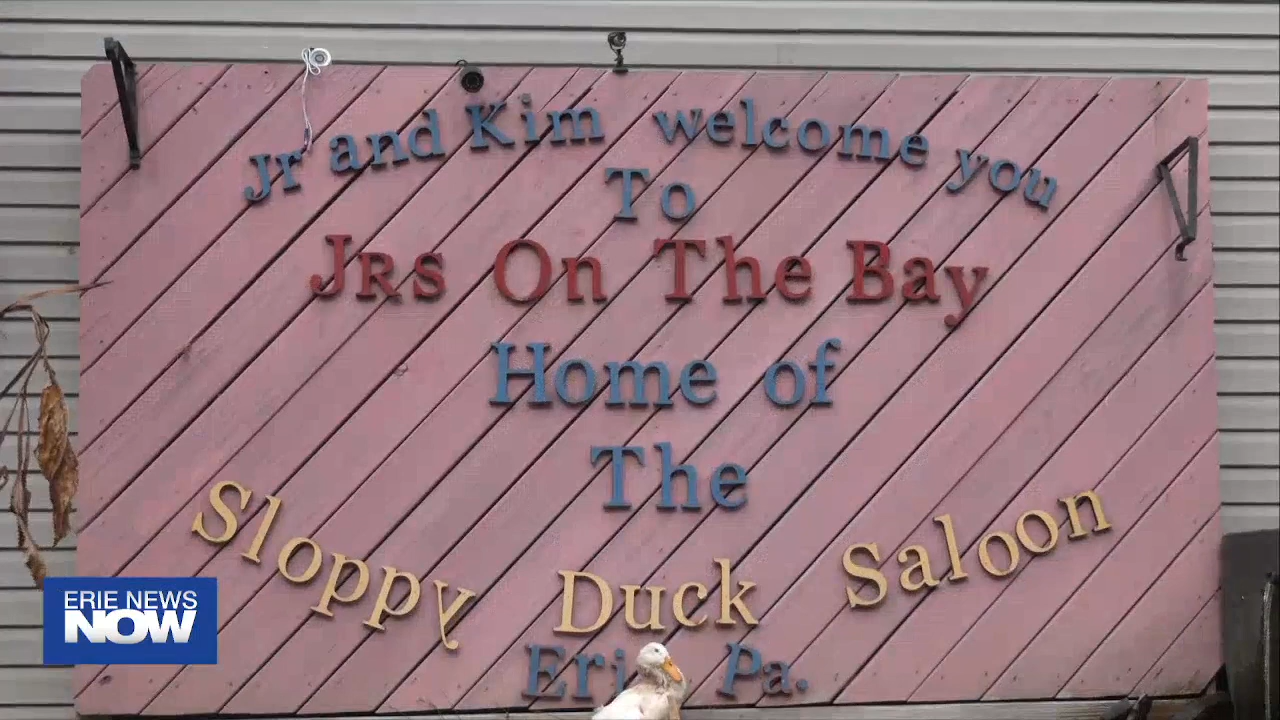 Jr and Kim welcome you
To
JRS On The Bay
Home of
The
Sloppy Duck Saloon
Eri Pa.
ERIE NEWS
NOW